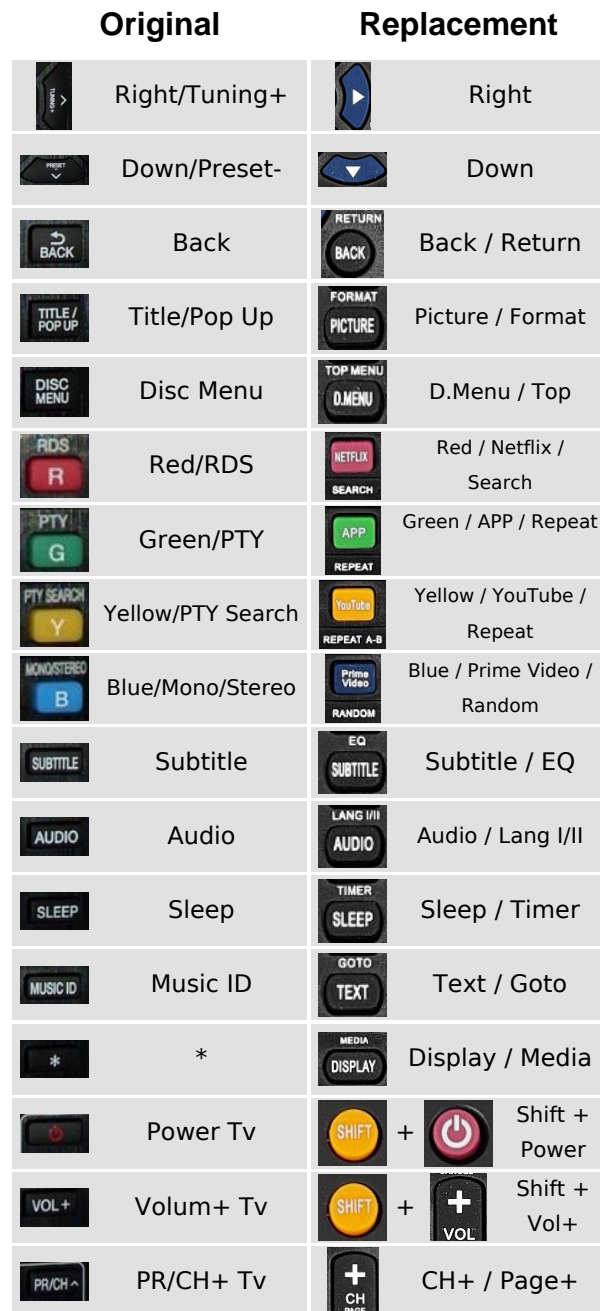 Original Replacement
TUNING+ Right/Tuning+ Right
PRESET Down/Preset- Down
BACK Back RETURN BACK Back / Return
TITLE / POP UP Title/Pop Up FORMAT PICTURE Picture / Format
DISC MENU Disc Menu TOP MENU D.MENU D.Menu / Top
RDS R Red/RDS NETFLIX SEARCH Red / Netflix / Search
PTY G Green/PTY APP REPEAT Green / APP / Repeat
PTY SEARCH Y Yellow/PTY Search YouTube REPEAT A-B Yellow / YouTube / Repeat
MONO/STEREO B Blue/Mono/Stereo Prime Video RANDOM Blue / Prime Video / Random
SUBTITLE Subtitle EQ SUBTITLE Subtitle / EQ
AUDIO Audio LANG I/II AUDIO Audio / Lang I/II
SLEEP Sleep TIMER SLEEP Sleep / Timer
MUSIC ID Music ID GOTO TEXT Text / Goto
* * MEDIA DISPLAY Display / Media
Power Tv SHIFT + Shift + Power
VOL + Volum+ Tv SHIFT + + VOL Shift + Vol+
PR/CH PR/CH+ Tv + CH PAGE CH+ / Page+